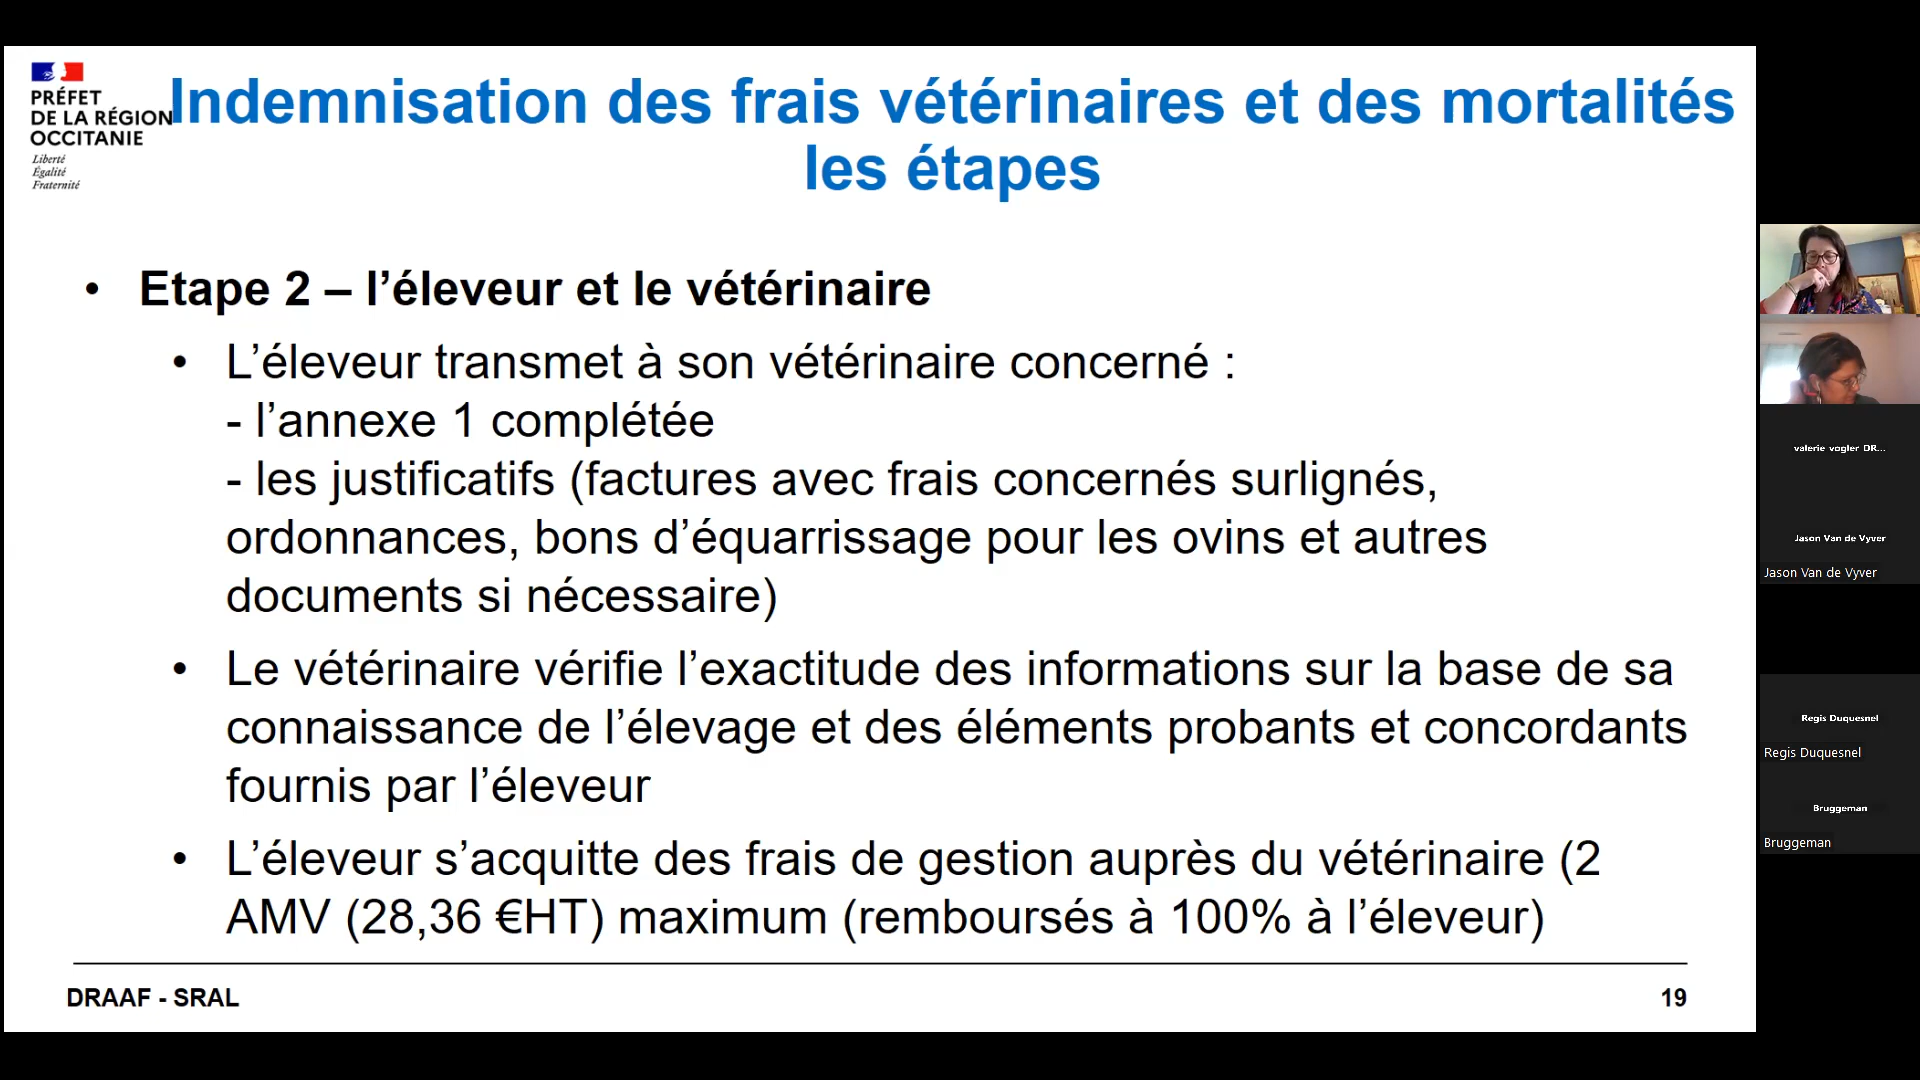 PRÉFET
DE LA RÉGION
OCCITANIE
Liberté
Égalité
Fraternité
Indemnisation des frais vétérinaires et des mortalités
les étapes
• Etape 2 – l’éleveur et le vétérinaire
• L’éleveur transmet à son vétérinaire concerné :
- l’annexe 1 complétée
- les justificatifs (factures avec frais concernés surlignés,
ordonnances, bons d’équarrissage pour les ovins et autres
documents si nécessaire)
• Le vétérinaire vérifie l’exactitude des informations sur la base de sa
connaissance de l’élevage et des éléments probants et concordants
fournis par l’éleveur
• L’éleveur s’acquitte des frais de gestion auprès du vétérinaire (2
AMV (28,36 €HT) maximum (remboursés à 100% à l’éleveur)
DRAAF - SRAL
19
valerie vogler DR...
Jason Van de Vyver
Jason Van de Vyver
Regis Duquesnel
Regis Duquesnel
Bruggeman
Bruggeman